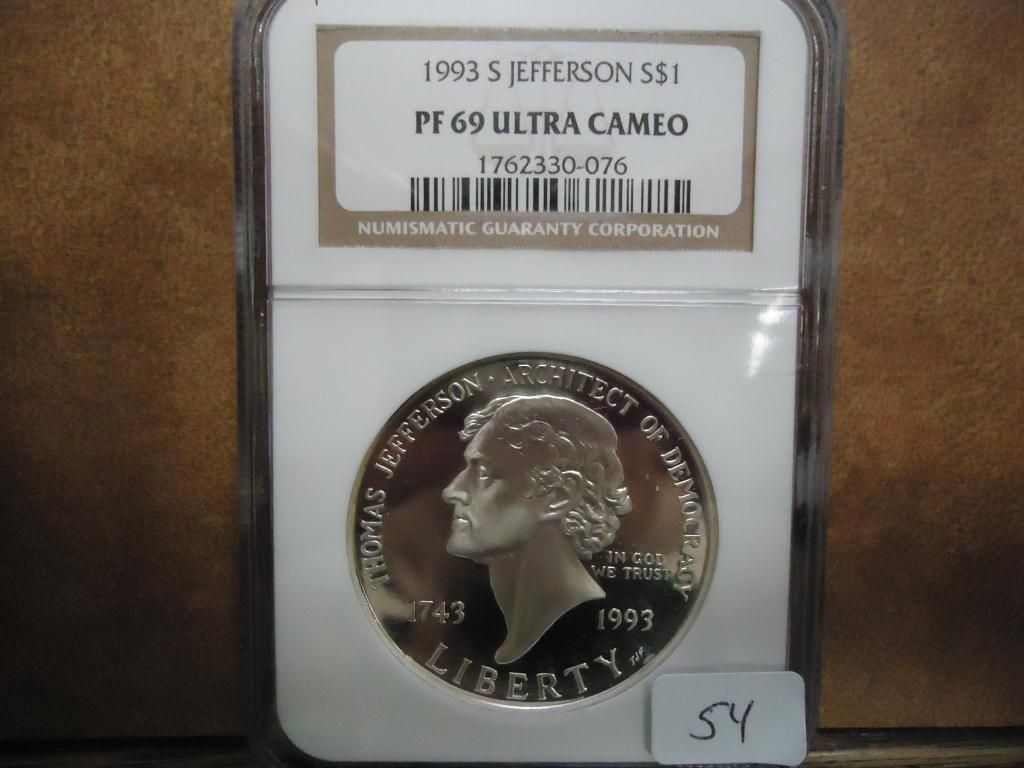 1993 S JEFFERSON S$1
PF 69 ULTRA CAMEO
1762330-076
NUMISMATIC GUARANTY CORPORATION
THOMAS JEFFERSON · ARCHITECT OF DEMOCRACY
IN GOD
WE TRUST
1743 1993
TJF
LIBERTY
54